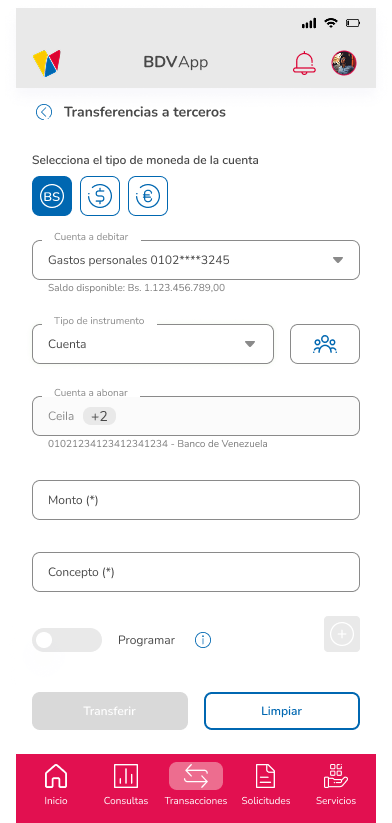 BDVApp
Transferencias a terceros
Selecciona el tipo de moneda de la cuenta
BS $ €
Cuenta a debitar
Gastos personales 0102****3245
Saldo disponible: Bs. 1.123.456.789,00
Tipo de instrumento
Cuenta
Cuenta a abonar
Ceila +2
01021234123412341234 - Banco de Venezuela
Monto (*)
Concepto (*)
Programar
Transferir Limpiar
Inicio Consultas Transacciones Solicitudes Servicios